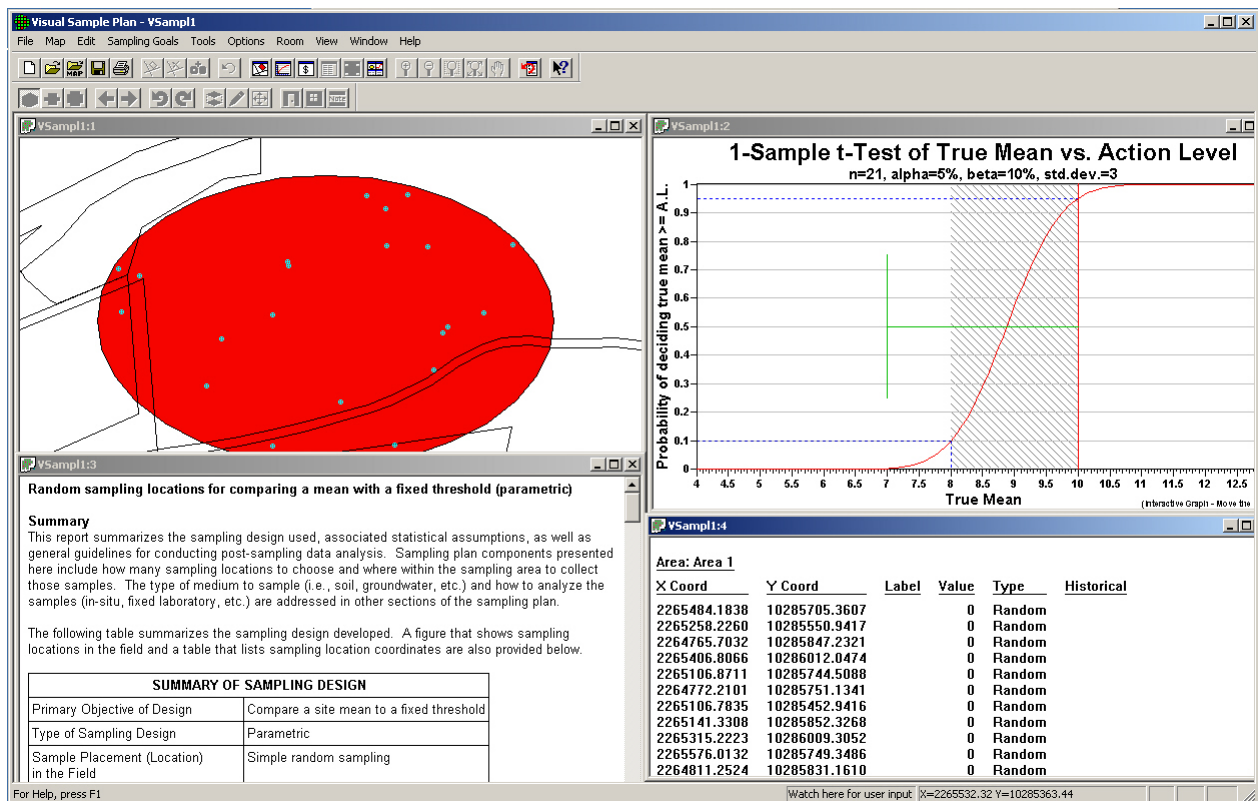 Visual Sample Plan - VSampl1
File Map Edit Sampling Goals Tools Options Room View Window Help
MAP
$
Note
VSampl1:1
VSampl1:2
1-Sample t-Test of True Mean vs. Action Level
n=21, alpha=5%, beta=10%, std.dev.=3
Probability of deciding true mean >= A.L.
1
0.9
0.8
0.7
0.6
0.5
0.4
0.3
0.2
0.1
0
4 4.5 5 5.5 6 6.5 7 7.5 8 8.5 9 9.5 10 10.5 11 11.5 12 12.5
True Mean
(Interactive Graph - Move the
VSampl1:3
Random sampling locations for comparing a mean with a fixed threshold (parametric)
Summary
This report summarizes the sampling design used, associated statistical assumptions, as well as
general guidelines for conducting post-sampling data analysis. Sampling plan components presented
here include how many sampling locations to choose and where within the sampling area to collect
those samples. The type of medium to sample (i.e., soil, groundwater, etc.) and how to analyze the
samples (in-situ, fixed laboratory, etc.) are addressed in other sections of the sampling plan.
The following table summarizes the sampling design developed. A figure that shows sampling
locations in the field and a table that lists sampling location coordinates are also provided below.
SUMMARY OF SAMPLING DESIGN
Primary Objective of Design Compare a site mean to a fixed threshold
Type of Sampling Design Parametric
Sample Placement (Location) Simple random sampling
in the Field
VSampl1:4
Area: Area 1
X Coord Y Coord Label Value Type Historical
2265484.1838 10285705.3607 0 Random
2265258.2260 10285550.9417 0 Random
2264765.7032 10285847.2321 0 Random
2265406.8066 10286012.0474 0 Random
2265106.8711 10285744.5088 0 Random
2264772.2101 10285751.1341 0 Random
2265106.7835 10285452.9416 0 Random
2265141.3308 10285852.3268 0 Random
2265315.2223 10286009.3052 0 Random
2265576.0132 10285749.3486 0 Random
2264811.2524 10285831.1610 0 Random
For Help, press F1
Watch here for user input X=2265532.32 Y=10285363.44